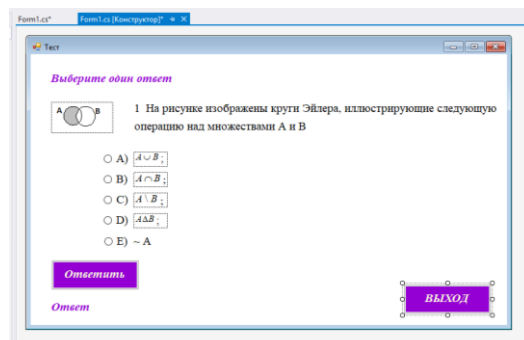 Form1.cs*
Form1.cs [Конструктор]*
Тест
Выберите один ответ
A B
1 На рисунке изображены круги Эйлера, иллюстрирующие следующую
операцию над множествами А и В
A) A ∪ B ;
B) A ∩ B ;
C) A \ B ;
D) A Δ B ;
E) ~ A
Ответить
ВЫХОД
Ответ